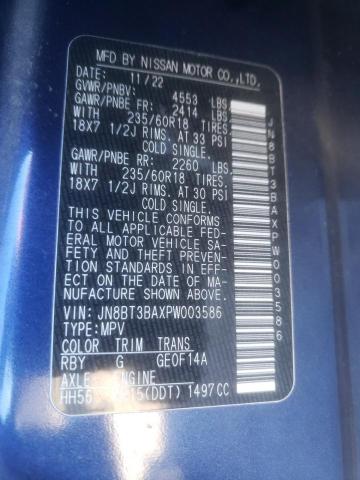 MFD BY NISSAN MOTOR CO.,LTD.
DATE: 11/22
GVWR/PNBV: 4553 LBS
GAWR/PNBE FR: 2414 LBS
WITH 235/60R18 TIRES,
18X7 1/2J RIMS, AT 33 PSI
COLD SINGLE.
GAWR/PNBE RR: 2260 LBS
WITH 235/60R18 TIRES,
18X7 1/2J RIMS, AT 30 PSI
COLD SINGLE.
THIS VEHICLE CONFORMS
TO ALL APPLICABLE FED-
ERAL MOTOR VEHICLE SA-
FETY AND THEFT PREVEN-
TION STANDARDS IN EFF-
ECT ON THE DATE OF MA-
NUFACTURE SHOWN ABOVE.
VIN: JN8BT3BAXPW003586
TYPE:MPV
COLOR TRIM TRANS
RBY G GE0F14A
AXLE ENGINE
HH55 15(DDT) 1497CC
JN8BT3BAXPW003586